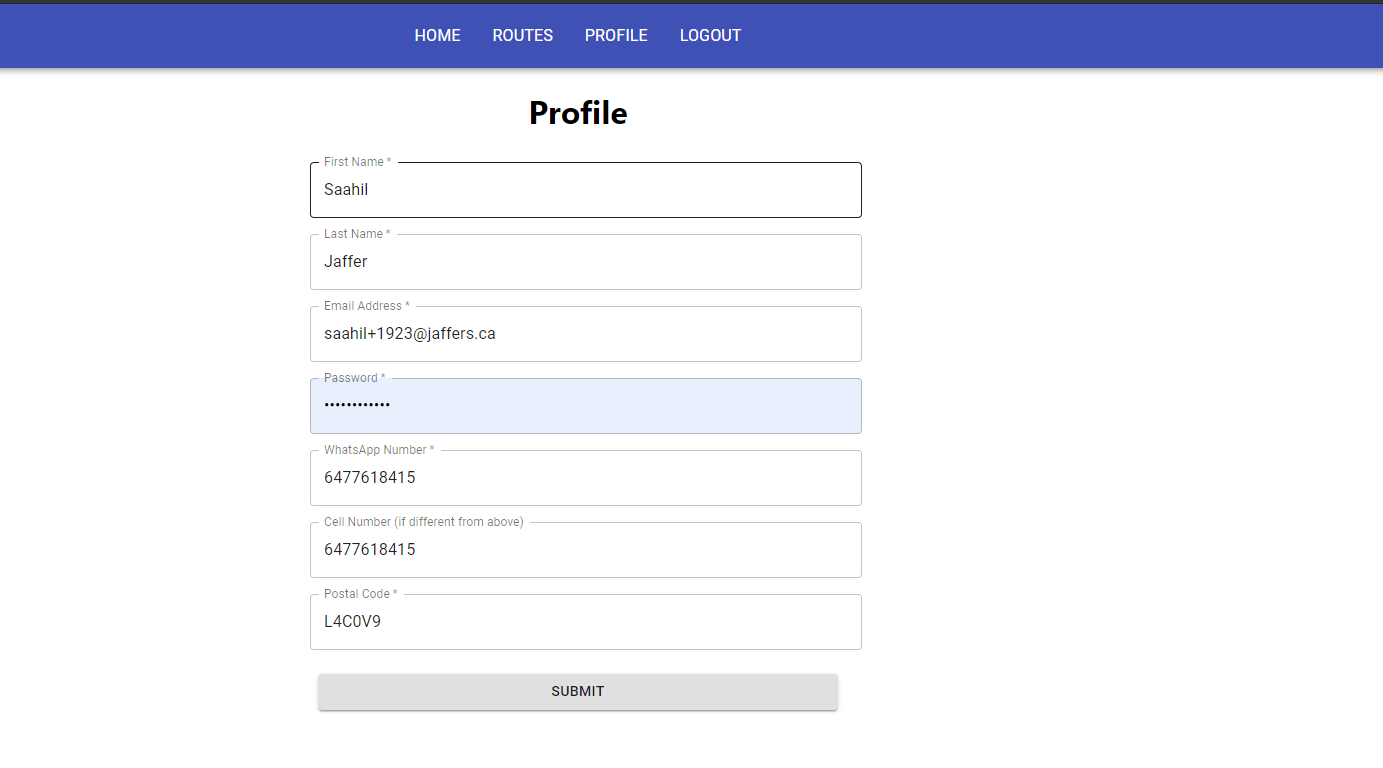 HOME ROUTES PROFILE LOGOUT
Profile
First Name *
Saahil
Last Name *
Jaffer
Email Address *
saahil+1923@jaffers.ca
Password *
••••••••••••
WhatsApp Number *
6477618415
Cell Number (if different from above)
6477618415
Postal Code *
L4C0V9
SUBMIT